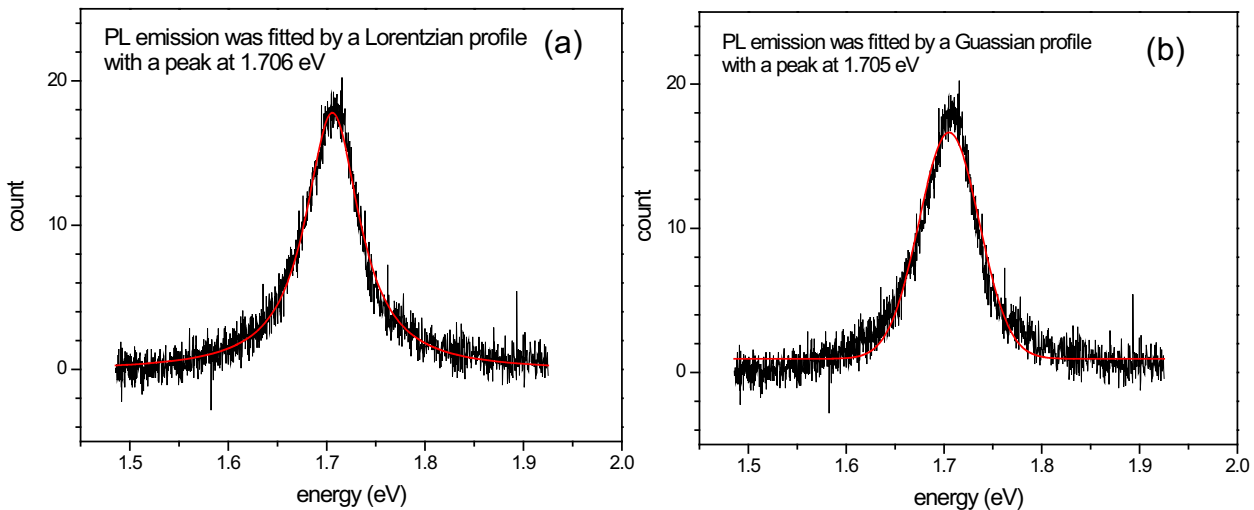 PL emission was fitted by a Lorentzian profile
with a peak at 1.706 eV
(a)
20
10
0
count
1.5 1.6 1.7 1.8 1.9 2.0
energy (eV)
PL emission was fitted by a Guassian profile
with a peak at 1.705 eV
(b)
20
10
0
count
1.5 1.6 1.7 1.8 1.9 2.0
energy (eV)